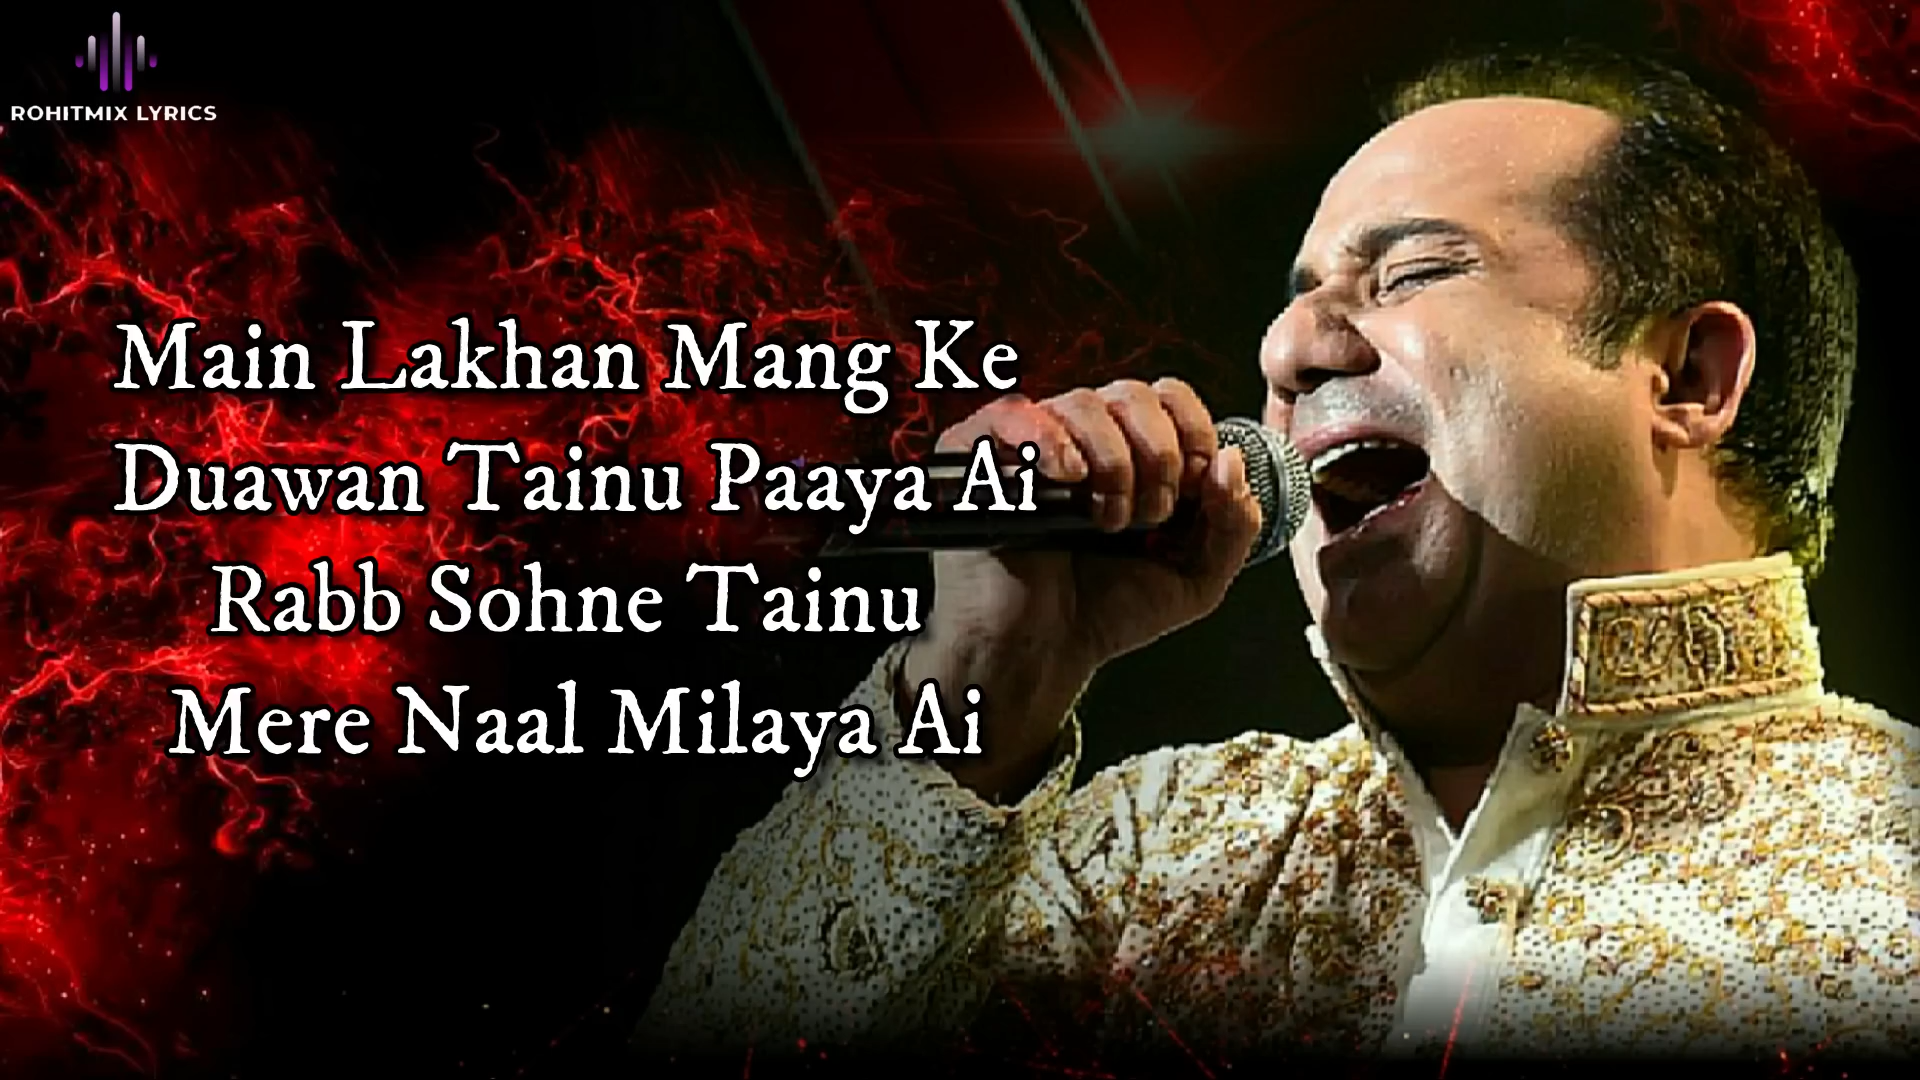 ROHITMIX LYRICS
Main Lakhan Mang Ke
Duawan Tainu Paaya Ai
Rabb Sohne Tainu
Mere Naal Milaya Ai